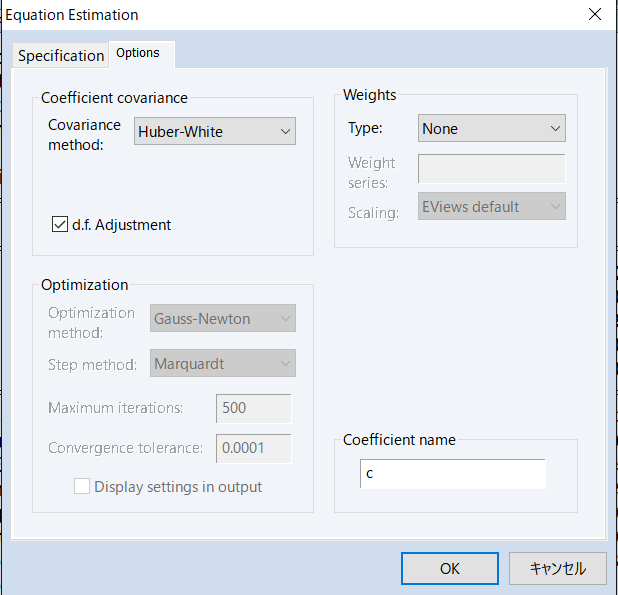 Equation Estimation
Specification
Options
Coefficient covariance
Covariance
method:
Huber-White
d.f. Adjustment
Weights
Type:
None
Weight
series:
Scaling:
EViews default
Optimization
Optimization
method:
Gauss-Newton
Step method:
Marquardt
Maximum iterations:
500
Convergence tolerance:
0.0001
Display settings in output
Coefficient name
c
OK
キャンセル